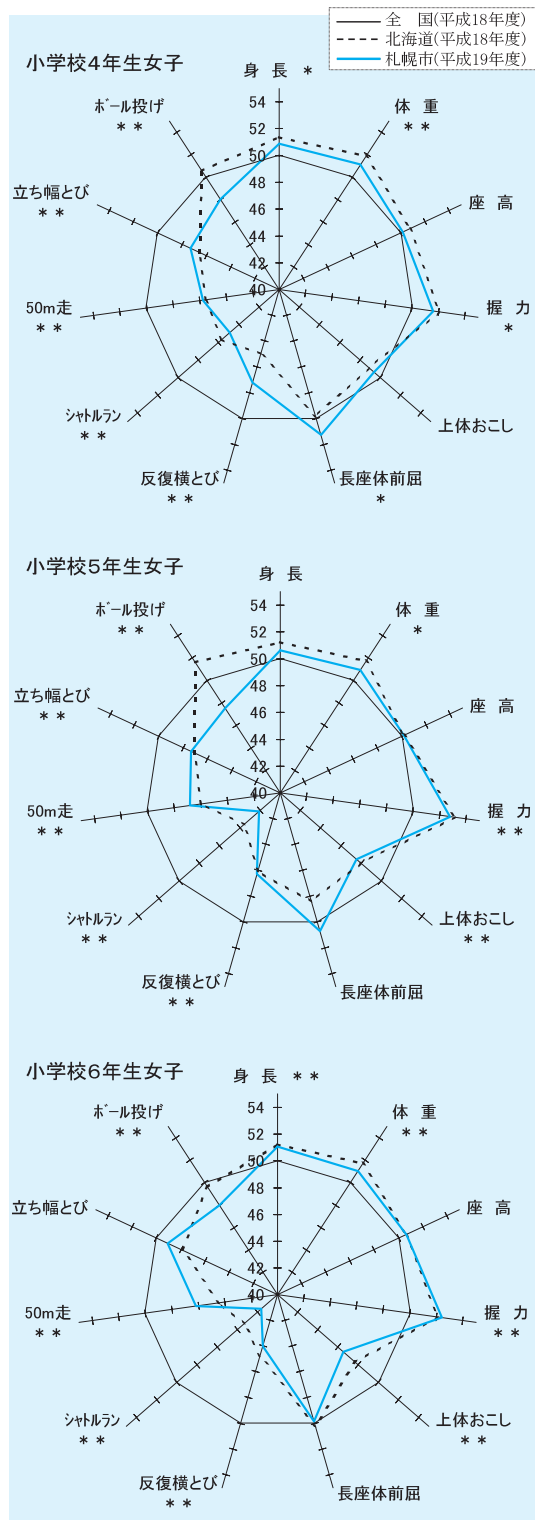 全　国(平成18年度)
北海道(平成18年度)
札幌市(平成19年度)
小学校4年生女子
身 長 *
ボール投げ
**
体 重
**
立ち幅とび
**
座 高
50m走
**
握 力
*
シャトルラン
**
上体おこし
反復横とび
**
長座体前屈
*
54
52
50
48
46
44
42
40
小学校5年生女子
身 長
ボール投げ
**
体 重
*
立ち幅とび
**
座 高
50m走
**
握 力
**
シャトルラン
**
上体おこし
**
反復横とび
**
長座体前屈
54
52
50
48
46
44
42
40
小学校6年生女子
身 長 **
ボール投げ
**
体 重
**
立ち幅とび
座 高
50m走
**
握 力
**
シャトルラン
**
上体おこし
**
反復横とび
**
長座体前屈
54
52
50
48
46
44
42
40